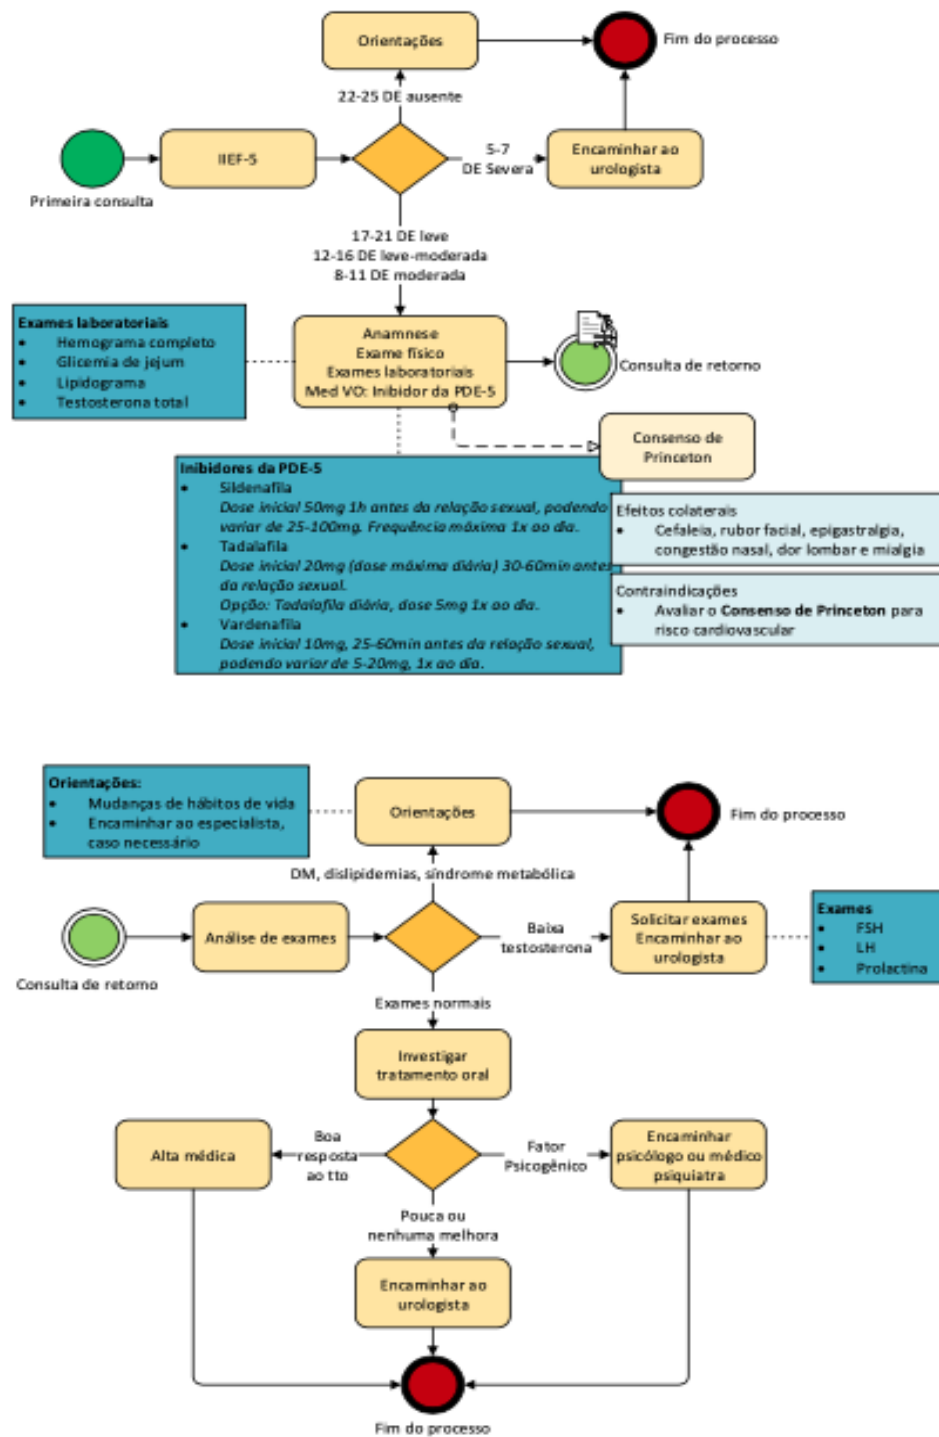 Orientações
Fim do processo
22-25 DE ausente
IIEF-5
5-7
DE Severa
Encaminhar ao
urologista
Primeira consulta
17-21 DE leve
12-16 DE leve-moderada
8-11 DE moderada
Exames laboratoriais
• Hemograma completo
• Glicemia de jejum
• Lipidograma
• Testosterona total
Anamnese
Exame físico
Exames laboratoriais
Med VO: Inibidor da PDE-5
Consulta de retorno
Consenso de
Princeton
Inibidores da PDE-5
• Sildenafila
Dose inicial 50mg 1h antes da relação sexual, podendo
variar de 25-100mg. Frequência máxima 1x ao dia.
• Tadalafila
Dose inicial 20mg (dose máxima diária) 30-60min antes
da relação sexual.
Opção: Tadalafila diária, dose 5mg 1x ao dia.
• Vardenafila
Dose inicial 10mg, 25-60min antes da relação sexual,
podendo variar de 5-20mg, 1x ao dia.
Efeitos colaterais
• Cefaleia, rubor facial, epigastralgia,
congestão nasal, dor lombar e mialgia
Contraindicações
• Avaliar o Consenso de Princeton para
risco cardiovascular
Orientações:
• Mudanças de hábitos de vida
• Encaminhar ao especialista,
caso necessário
Orientações
Fim do processo
DM, dislipidemias, síndrome metabólica
Análise de exames
Baixa
testosterona
Solicitar exames
Encaminhar ao
urologista
Exames
• FSH
• LH
• Prolactina
Consulta de retorno
Exames normais
Investigar
tratamento oral
Alta médica
Boa
resposta
ao tto
Fator
Psicogênico
Encaminhar
psicólogo ou médico
psiquiatra
Pouca ou
nenhuma melhora
Encaminhar ao
urologista
Fim do processo